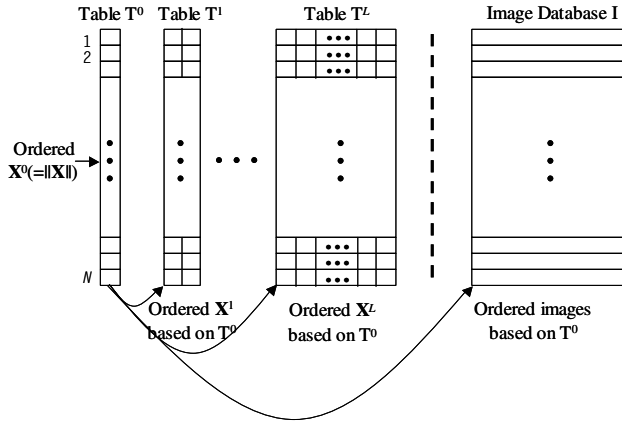 Table T⁰ Table T¹ Table Tᴸ Image Database I
1
2
Ordered
X⁰(=||X||)
N
Ordered X¹
based on T⁰
Ordered Xᴸ
based on T⁰
Ordered images
based on T⁰